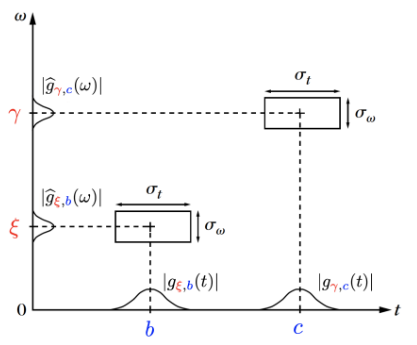 ω
|ĝ_{γ,c}(ω)|
σ_t
γ
σ_ω
|ĝ_{ξ,b}(ω)|
σ_t
ξ
σ_ω
|g_{ξ,b}(t)| |g_{γ,c}(t)|
0 t
b c